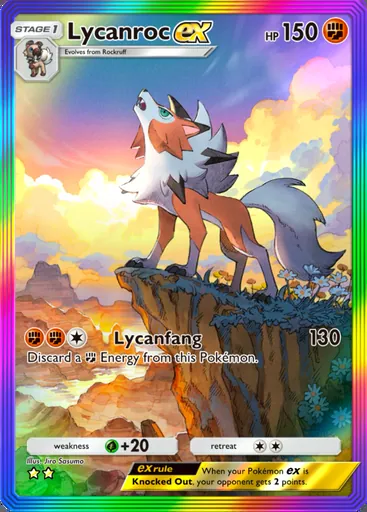 STAGE 1
Lycanroc ex
HP 150
Evolves from Rockruff
Lycanfang 130
Discard a Energy from this Pokémon.
weakness +20 retreat
Illus. Jiro Sasumo
ex rule When your Pokémon ex is
Knocked Out, your opponent gets 2 points.